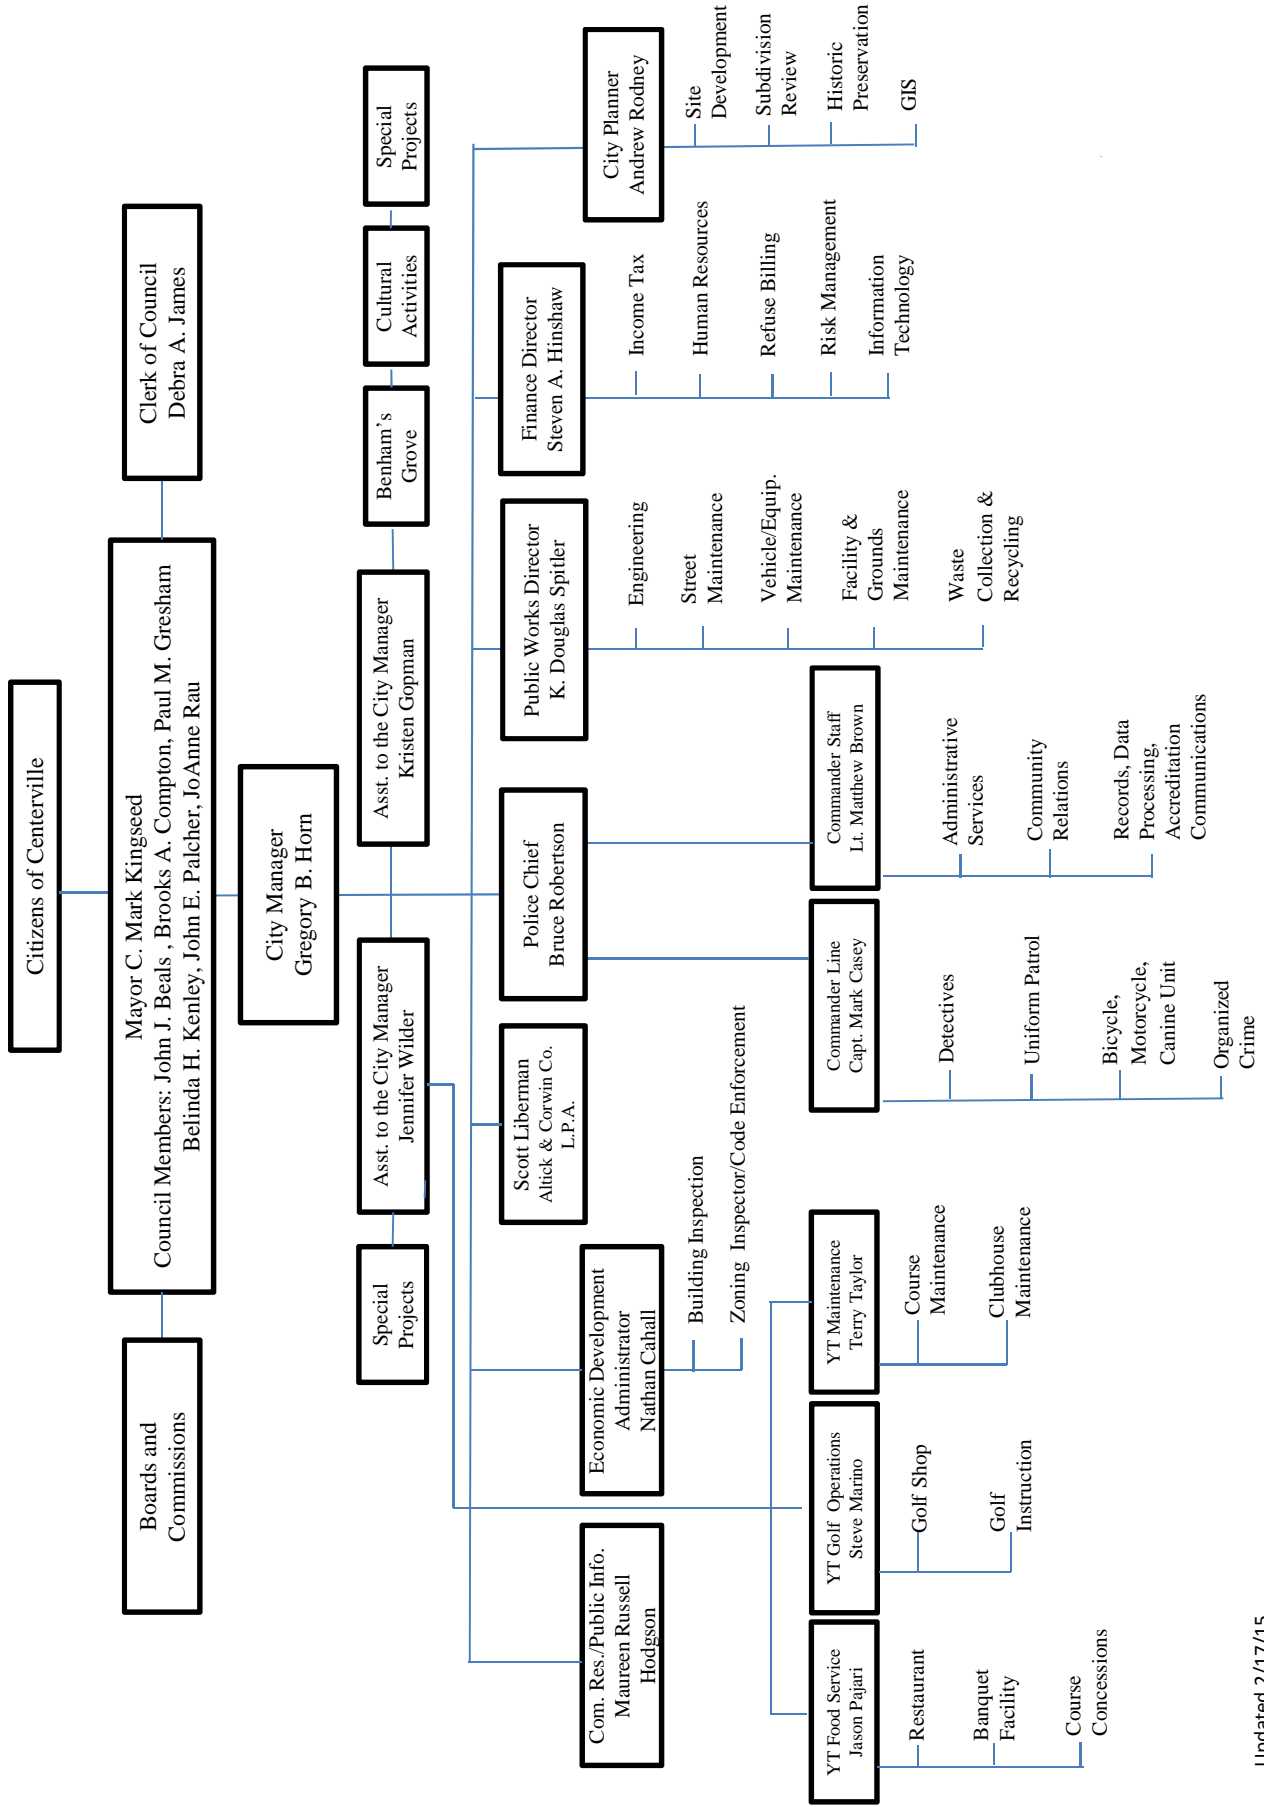 Citizens of Centerville
Boards and
Commissions
Mayor C. Mark Kingseed
Council Members: John J. Beals , Brooks A. Compton, Paul M. Gresham
Belinda H. Kenley, John E. Palcher, JoAnne Rau
Clerk of Council
Debra A. James
City Manager
Gregory B. Horn
Special
Projects
Asst. to the City Manager
Jennifer Wilder
Asst. to the City Manager
Kristen Gopman
Benham's
Grove
Cultural
Activities
Special
Projects
Com. Res./Public Info.
Maureen Russell
Hodgson
Economic Development
Administrator
Nathan Cahall
Building Inspection
Zoning Inspector/Code Enforcement
Scott Liberman
Altick & Corwin Co.
L.P.A.
Police Chief
Bruce Robertson
Public Works Director
K. Douglas Spitler
Engineering
Street
Maintenance
Vehicle/Equip.
Maintenance
Facility &
Grounds
Maintenance
Waste
Collection &
Recycling
Finance Director
Steven A. Hinshaw
Income Tax
Human Resources
Refuse Billing
Risk Management
Information
Technology
City Planner
Andrew Rodney
Site
Development
Subdivision
Review
Historic
Preservation
GIS
YT Food Service
Jason Pajari
Restaurant
Banquet
Facility
Course
Concessions
YT Golf Operations
Steve Marino
Golf Shop
Golf
Instruction
YT Maintenance
Terry Taylor
Course
Maintenance
Clubhouse
Maintenance
Commander Line
Capt. Mark Casey
Detectives
Uniform Patrol
Bicycle,
Motorcycle,
Canine Unit
Organized
Crime
Commander Staff
Lt. Matthew Brown
Administrative
Services
Community
Relations
Records, Data
Processing,
Accreditation
Communications
Updated 2/17/15